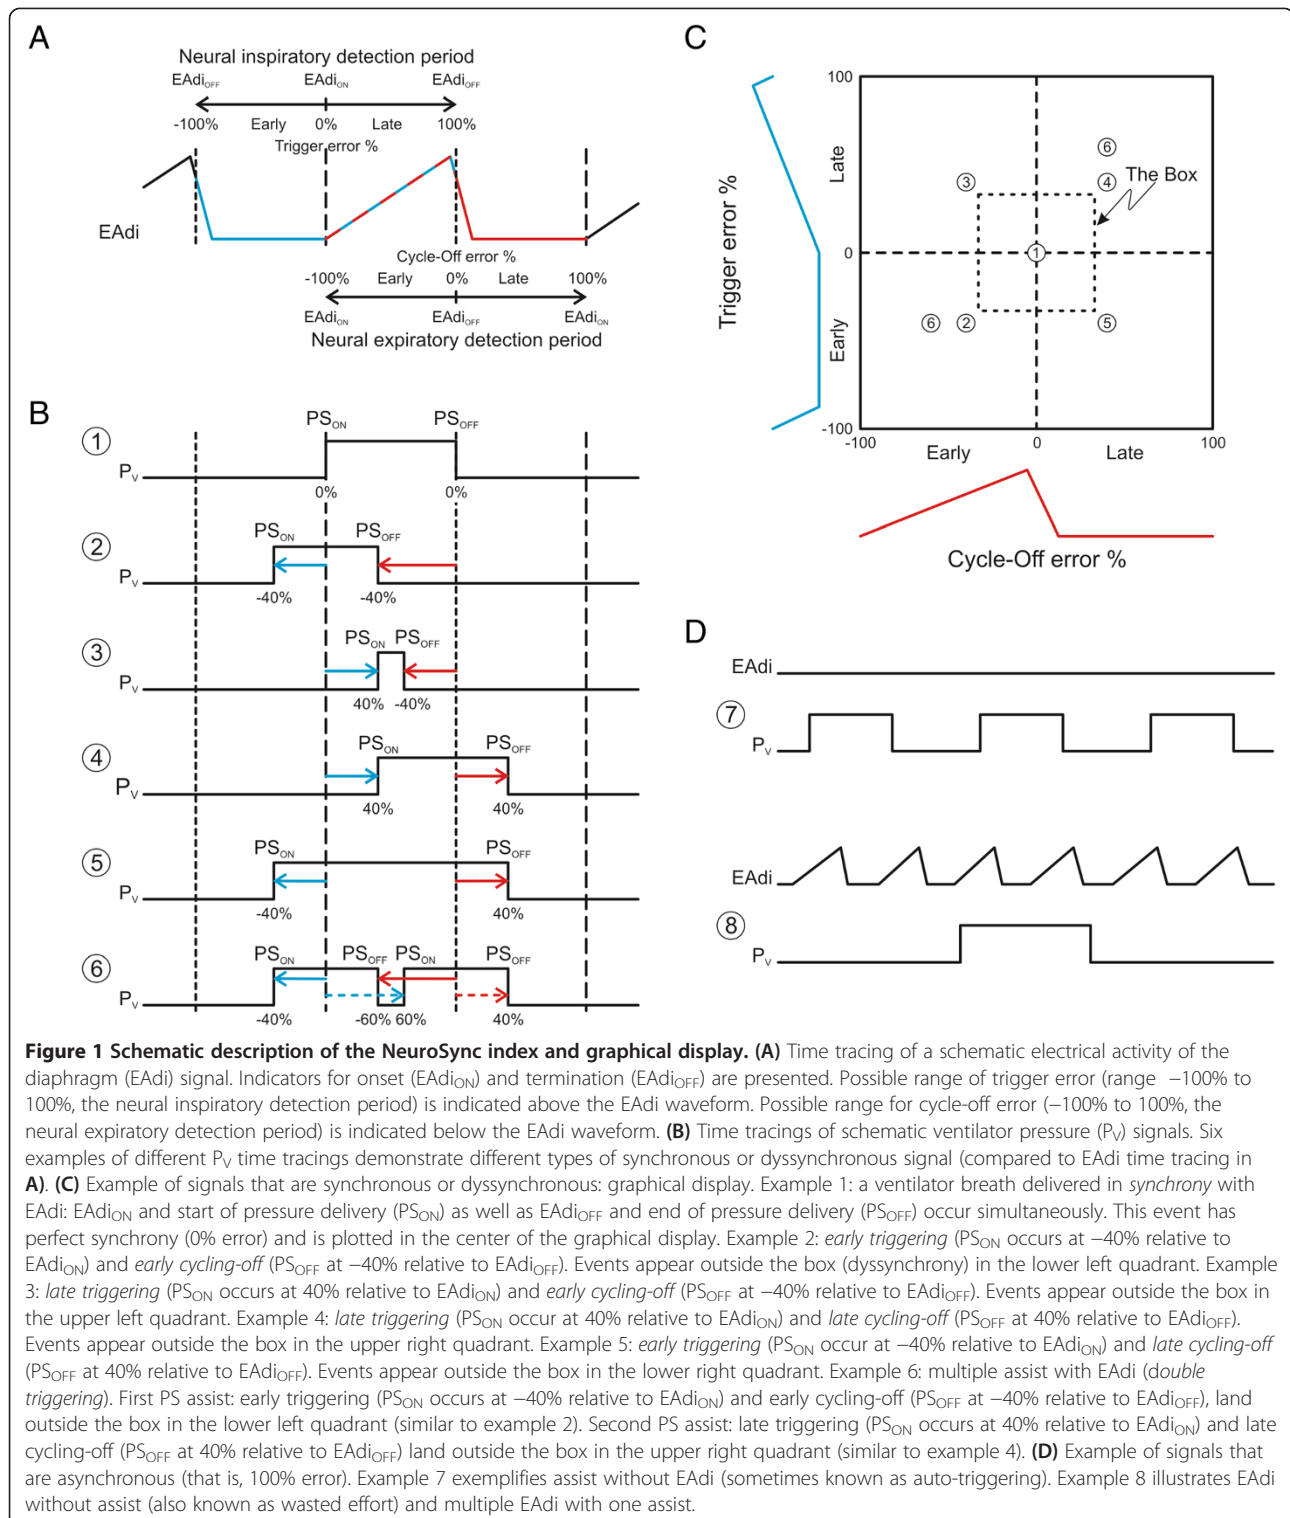 A
Neural inspiratory detection period
EAdiOFF EAdiON EAdiOFF
-100% Early 0% Late 100%
Trigger error %
EAdi
Cycle-Off error %
-100% Early 0% Late 100%
EAdiON EAdiOFF EAdiON
Neural expiratory detection period
B
1
PSON PSOFF
PV
0% 0%
2
PSON PSOFF
PV
-40% -40%
3
PSON PSOFF
PV
40% -40%
4
PSON PSOFF
PV
40% 40%
5
PSON PSOFF
PV
-40% 40%
6
PSON PSOFF PSON PSOFF
PV
-40% -60% 60% 40%
C
Trigger error %
100
Late
0
Early
-100
6
3 4
The Box
1
6 2 5
-100 0 100
Early Late
Cycle-Off error %
D
EAdi
7
PV
EAdi
8
PV
Figure 1 Schematic description of the NeuroSync index and graphical display. (A) Time tracing of a schematic electrical activity of the
diaphragm (EAdi) signal. Indicators for onset (EAdiON) and termination (EAdiOFF) are presented. Possible range of trigger error (range −100% to
100%, the neural inspiratory detection period) is indicated above the EAdi waveform. Possible range for cycle-off error (−100% to 100%, the
neural expiratory detection period) is indicated below the EAdi waveform. (B) Time tracings of schematic ventilator pressure (PV) signals. Six
examples of different PV time tracings demonstrate different types of synchronous or dyssynchronous signal (compared to EAdi time tracing in
A). (C) Example of signals that are synchronous or dyssynchronous: graphical display. Example 1: a ventilator breath delivered in synchrony with
EAdi: EAdiON and start of pressure delivery (PSON) as well as EAdiOFF and end of pressure delivery (PSOFF) occur simultaneously. This event has
perfect synchrony (0% error) and is plotted in the center of the graphical display. Example 2: early triggering (PSON occurs at −40% relative to
EAdiON) and early cycling-off (PSOFF at −40% relative to EAdiOFF). Events appear outside the box (dyssynchrony) in the lower left quadrant. Example
3: late triggering (PSON occurs at 40% relative to EAdiON) and early cycling-off (PSOFF at −40% relative to EAdiOFF). Events appear outside the box in
the upper left quadrant. Example 4: late triggering (PSON occur at 40% relative to EAdiON) and late cycling-off (PSOFF at 40% relative to EAdiOFF).
Events appear outside the box in the upper right quadrant. Example 5: early triggering (PSON occur at −40% relative to EAdiON) and late cycling-off
(PSOFF at 40% relative to EAdiOFF). Events appear outside the box in the lower right quadrant. Example 6: multiple assist with EAdi (double
triggering). First PS assist: early triggering (PSON occurs at −40% relative to EAdiON) and early cycling-off (PSOFF at −40% relative to EAdiOFF), land
outside the box in the lower left quadrant (similar to example 2). Second PS assist: late triggering (PSON occurs at 40% relative to EAdiON) and late
cycling-off (PSOFF at 40% relative to EAdiOFF) land outside the box in the upper right quadrant (similar to example 4). (D) Example of signals that
are asynchronous (that is, 100% error). Example 7 exemplifies assist without EAdi (sometimes known as auto-triggering). Example 8 illustrates EAdi
without assist (also known as wasted effort) and multiple EAdi with one assist.